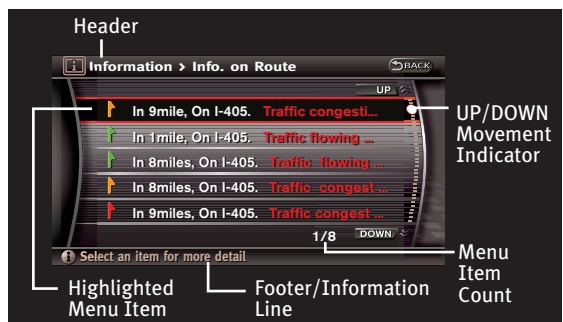 Header
Information > Info. on Route
BACK
UP
In 9mile, On I-405. Traffic congesti...
In 1mile, On I-405. Traffic flowing ...
In 8miles, On I-405. Traffic flowing ...
In 8miles, On I-405. Traffic congest ...
In 9miles, On I-405. Traffic congest ...
1/8 DOWN
i Select an item for more detail
UP/DOWN
Movement
Indicator
Highlighted
Menu Item
Footer/Information
Line
Menu
Item
Count